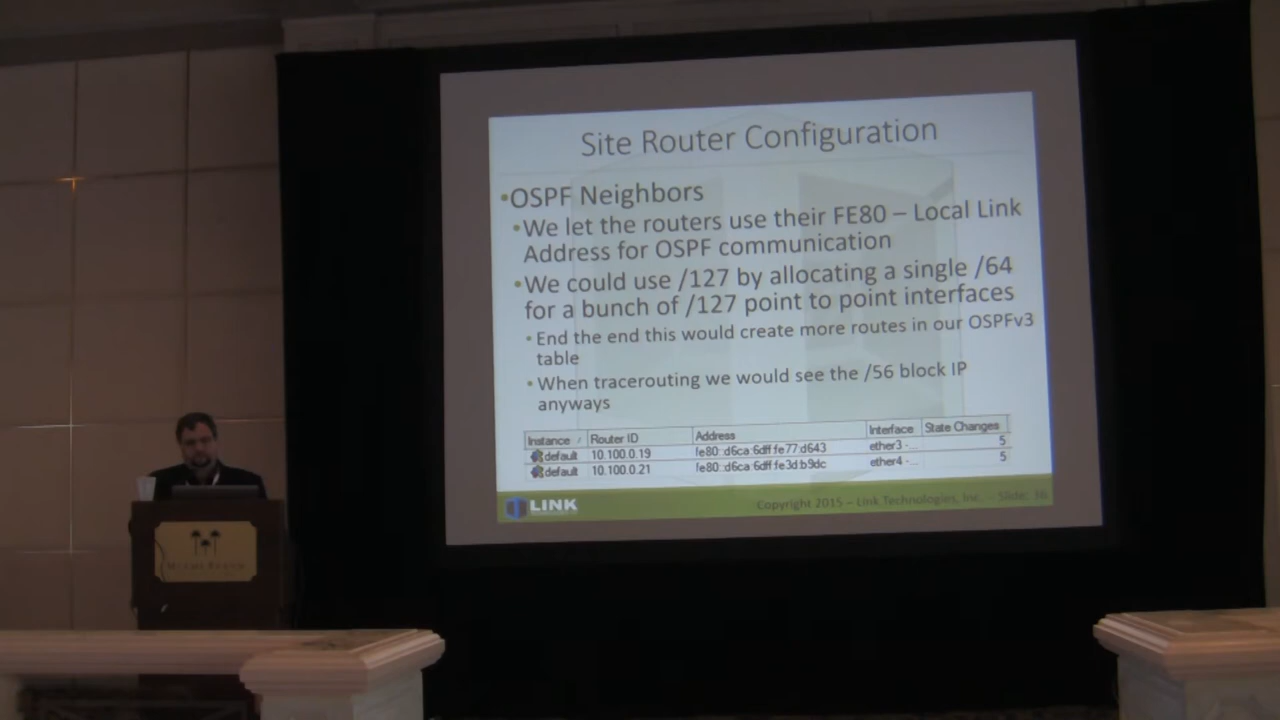 Site Router Configuration
•OSPF Neighbors
•We let the routers use their FE80 – Local Link
Address for OSPF communication
•We could use /127 by allocating a single /64
for a bunch of /127 point to point interfaces
• End the end this would create more routes in our OSPFv3
table
• When tracerouting we would see the /56 block IP
anyways
Instance / Router ID Address Interface State Changes
default 10.100.0.19 fe80::d6ca:6dff:fe77:d643 ether3 -... 5
default 10.100.0.21 fe80::d6ca:6dff:fe3d:b9dc ether4 -... 5
LINK Copyright 2015 – Link Technologies, Inc. – Slide: 16